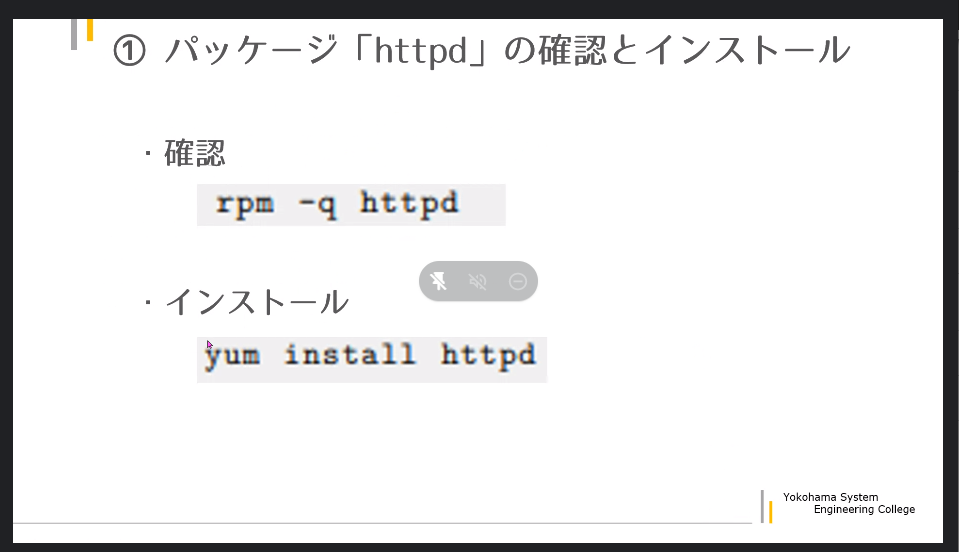 ① パッケージ「httpd」の確認とインストール
・確認
rpm -q httpd
・インストール
yum install httpd
Yokohama System
Engineering College